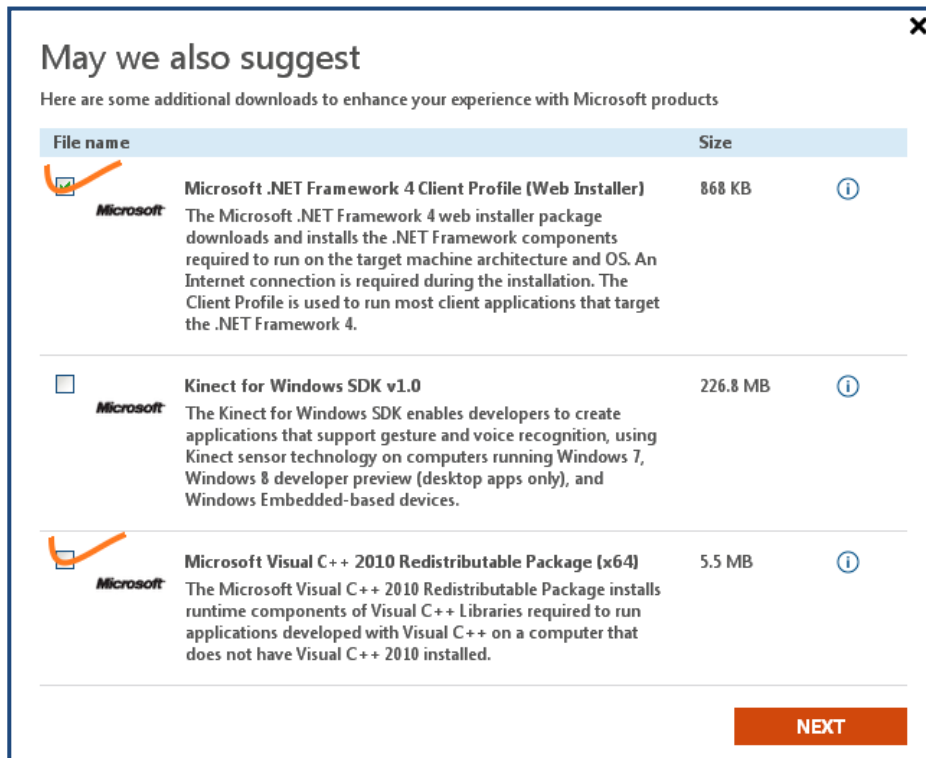 May we also suggest
Here are some additional downloads to enhance your experience with Microsoft products
File name Size
Microsoft .NET Framework 4 Client Profile (Web Installer) 868 KB
Microsoft
The Microsoft .NET Framework 4 web installer package
downloads and installs the .NET Framework components
required to run on the target machine architecture and OS. An
Internet connection is required during the installation. The
Client Profile is used to run most client applications that target
the .NET Framework 4.
Kinect for Windows SDK v1.0 226.8 MB
Microsoft
The Kinect for Windows SDK enables developers to create
applications that support gesture and voice recognition, using
Kinect sensor technology on computers running Windows 7,
Windows 8 developer preview (desktop apps only), and
Windows Embedded-based devices.
Microsoft Visual C++ 2010 Redistributable Package (x64) 5.5 MB
Microsoft
The Microsoft Visual C++ 2010 Redistributable Package installs
runtime components of Visual C++ Libraries required to run
applications developed with Visual C++ on a computer that
does not have Visual C++ 2010 installed.
NEXT